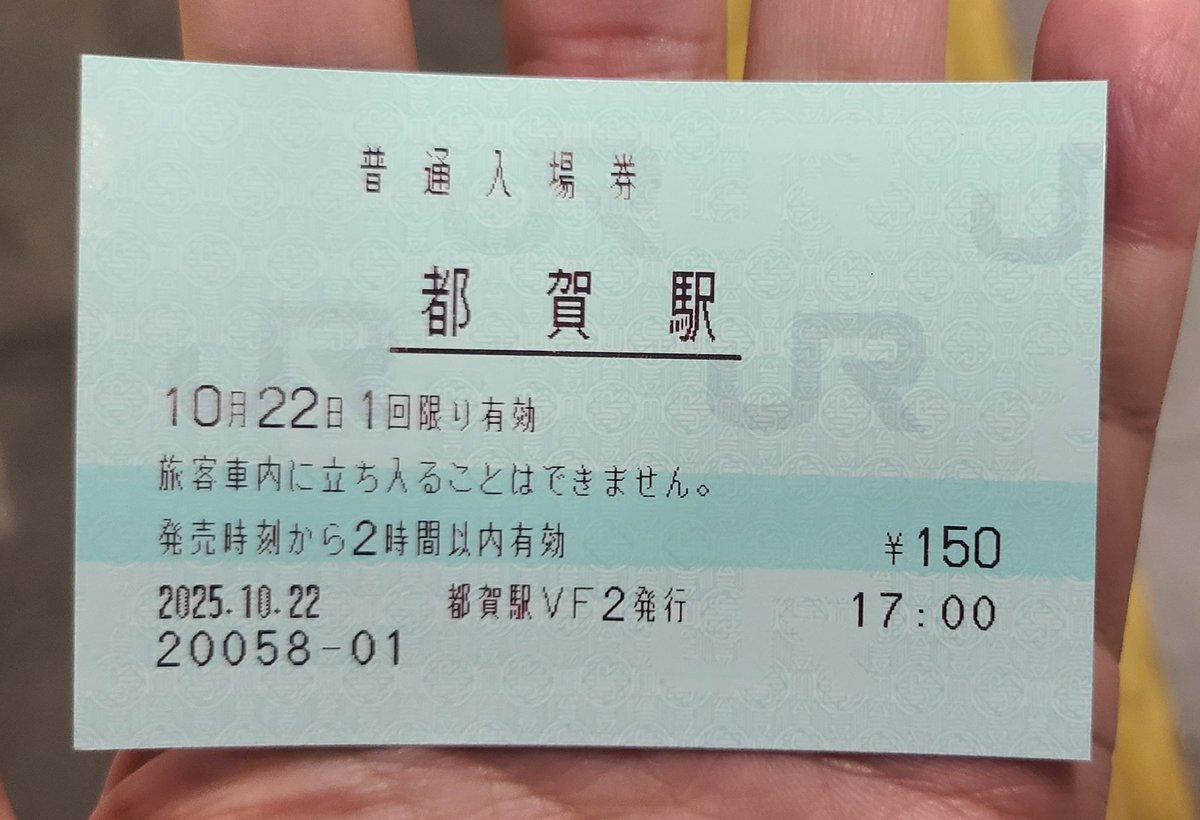 普通入場券
都賀駅
10月22日1回限り有効
旅客車内に立ち入ることはできません。
発売時刻から2時間以内有効 ¥150
2025.10.22 都賀駅VF2発行 17:00
20058-01
JR
JR